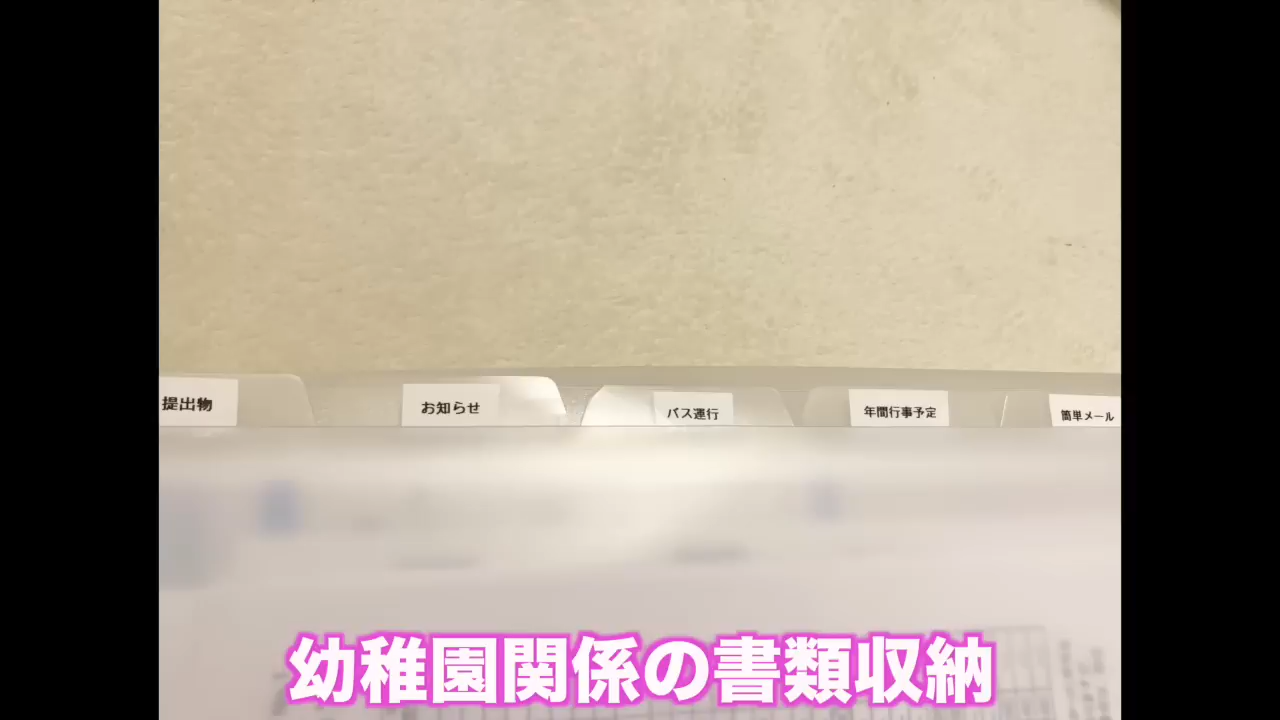 提出物
お知らせ
バス運行
年間行事予定
簡単メール
幼稚園関係の書類収納